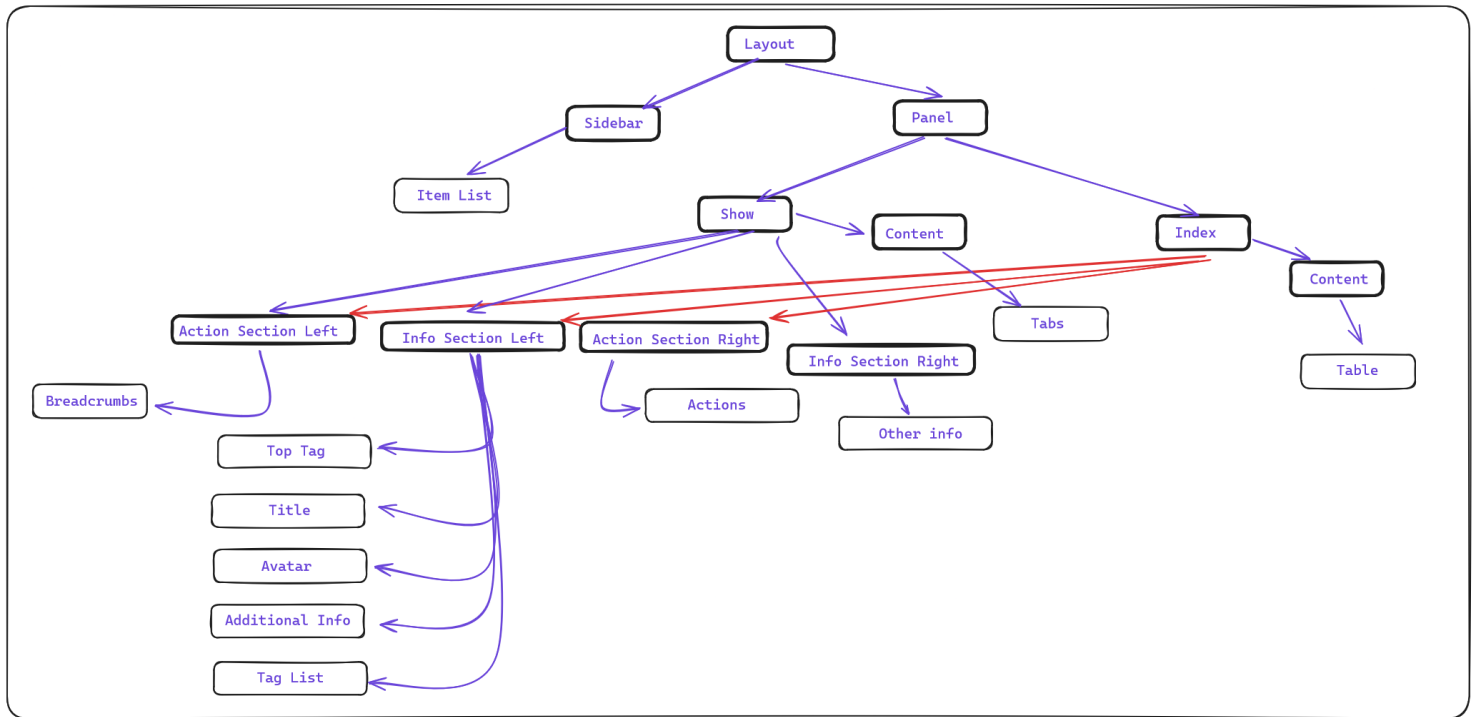 Layout
Sidebar
Panel
Item List
Show
Content
Index
Content
Action Section Left
Info Section Left
Action Section Right
Tabs
Info Section Right
Table
Breadcrumbs
Actions
Other info
Top Tag
Title
Avatar
Additional Info
Tag List